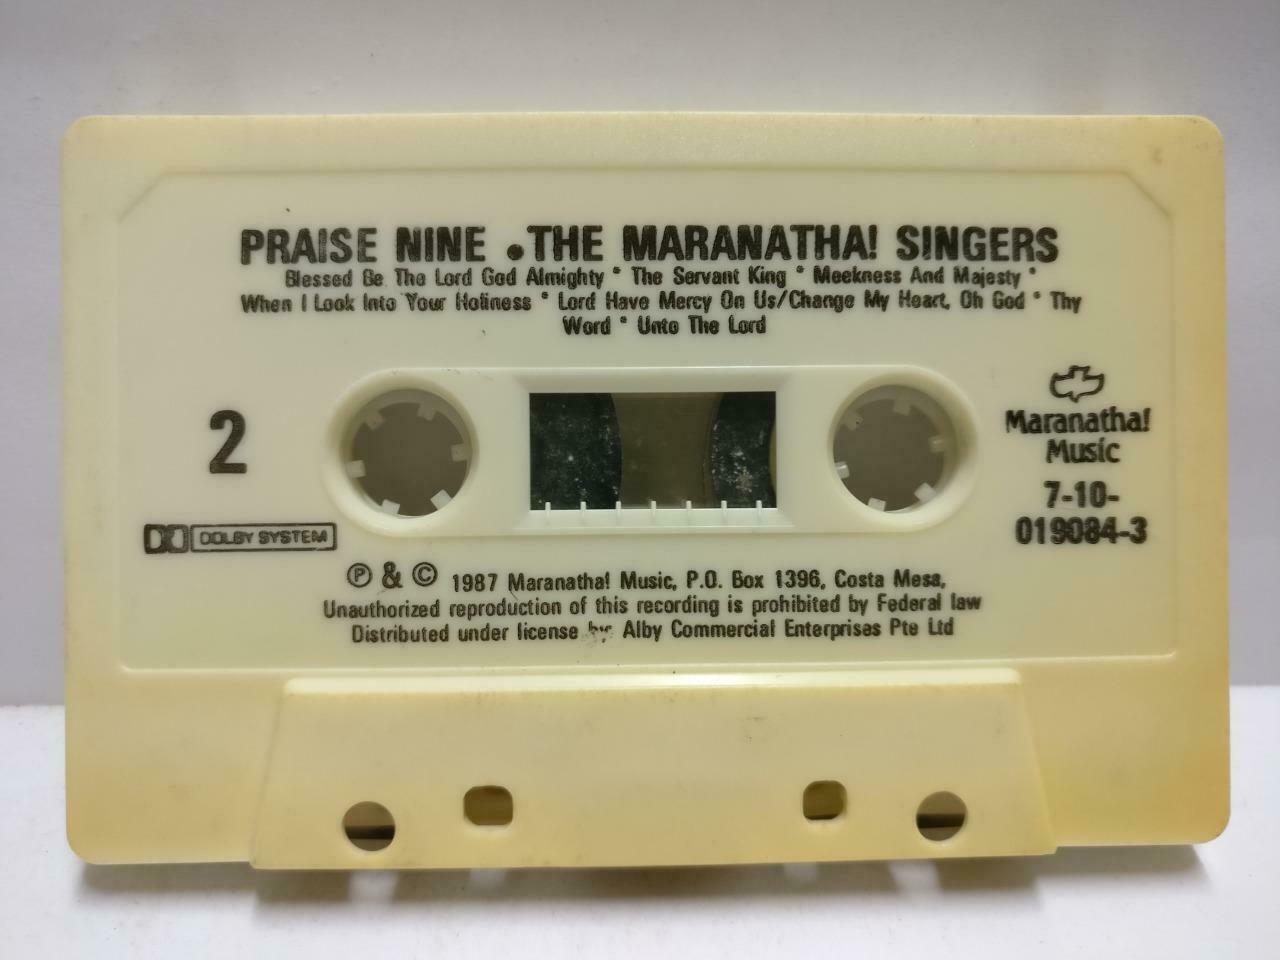 PRAISE NINE • THE MARANATHA! SINGERS
Blessed Be The Lord God Almighty * The Servant King * Meekness And Majesty *
When I Look Into Your Holiness * Lord Have Mercy On Us/Change My Heart, Oh God * Thy
Word * Unto The Lord
2
Maranatha!
Music
7-10-
019084-3
DOLBY SYSTEM
Ⓟ & © 1987 Maranatha! Music, P.O. Box 1396, Costa Mesa,
Unauthorized reproduction of this recording is prohibited by Federal law
Distributed under license by: Alby Commercial Enterprises Pte Ltd